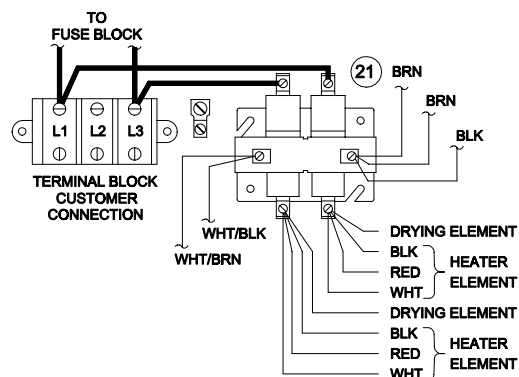 TO
FUSE BLOCK
21
BRN
BRN
BLK
L1 L2 L3
TERMINAL BLOCK
CUSTOMER
CONNECTION
WHT/BLK
WHT/BRN
DRYING ELEMENT
BLK
RED
WHT
HEATER
ELEMENT
DRYING ELEMENT
BLK
RED
WHT
HEATER
ELEMENT